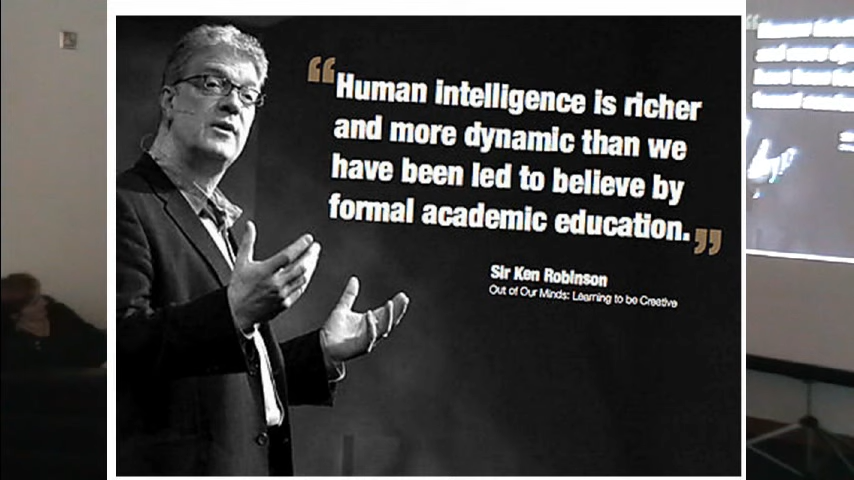 “Human intelligence is richer
and more dynamic than we
have been led to believe by
formal academic education.”
Sir Ken Robinson
Out of Our Minds: Learning to be Creative